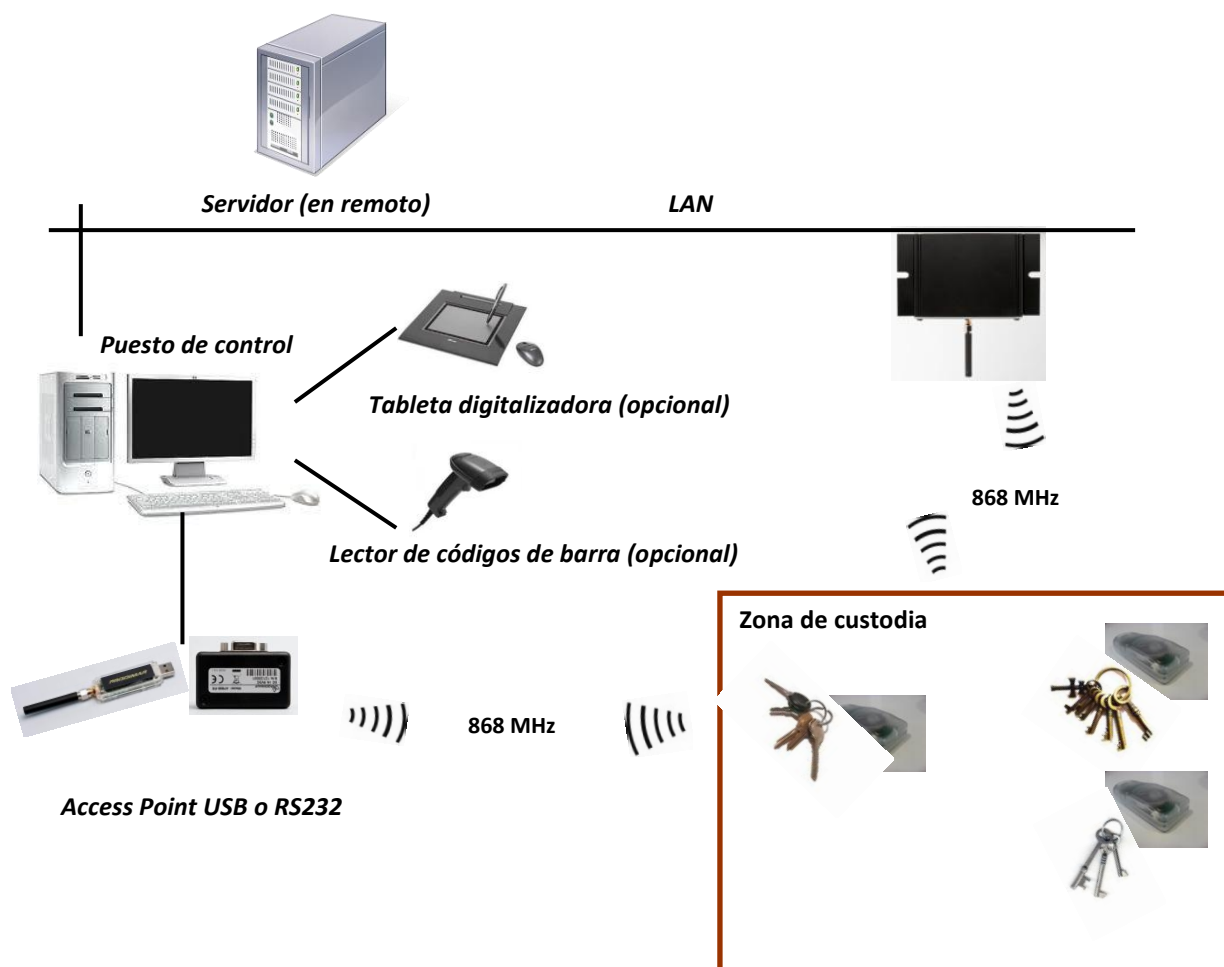 Servidor (en remoto)
LAN
Puesto de control
Tableta digitalizadora (opcional)
868 MHz
Lector de códigos de barra (opcional)
Zona de custodia
868 MHz
Access Point USB o RS232